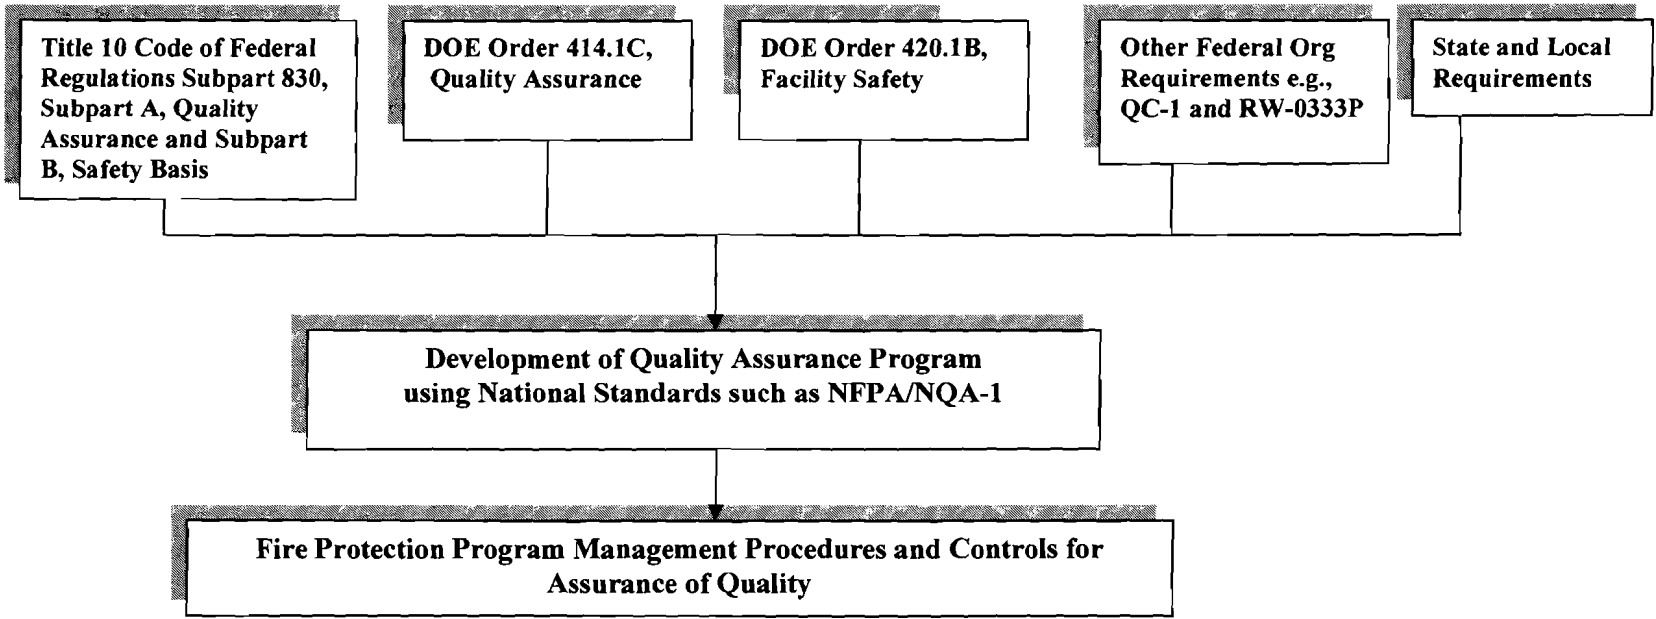 Title 10 Code of Federal
Regulations Subpart 830,
Subpart A, Quality
Assurance and Subpart
B, Safety Basis
DOE Order 414.1C,
Quality Assurance
DOE Order 420.1B,
Facility Safety
Other Federal Org
Requirements e.g.,
QC-1 and RW-0333P
State and Local
Requirements
Development of Quality Assurance Program
using National Standards such as NFPA/NQA-1
Fire Protection Program Management Procedures and Controls for
Assurance of Quality